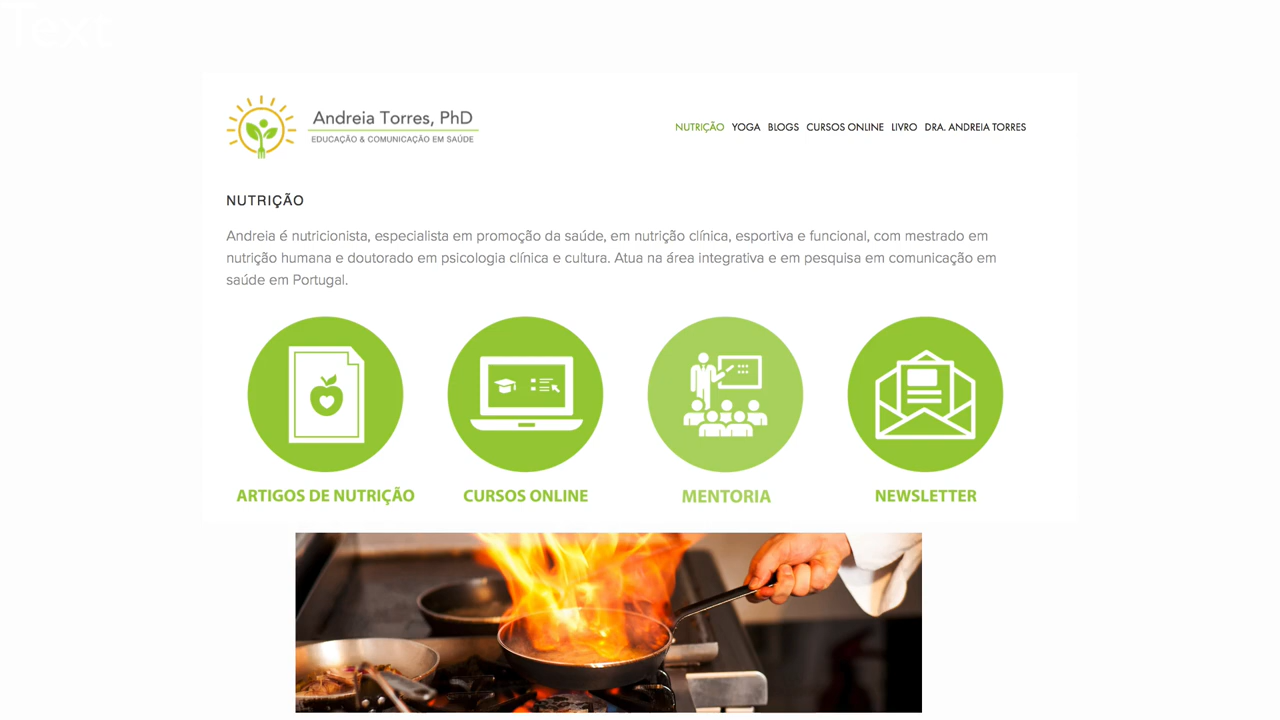 Text
Andreia Torres, PhD
EDUCAÇÃO & COMUNICAÇÃO EM SAÚDE
NUTRIÇÃO YOGA BLOGS CURSOS ONLINE LIVRO DRA. ANDREIA TORRES
NUTRIÇÃO
Andreia é nutricionista, especialista em promoção da saúde, em nutrição clínica, esportiva e funcional, com mestrado em
nutrição humana e doutorado em psicologia clínica e cultura. Atua na área integrativa e em pesquisa em comunicação em
saúde em Portugal.
ARTIGOS DE NUTRIÇÃO
CURSOS ONLINE
MENTORIA
NEWSLETTER